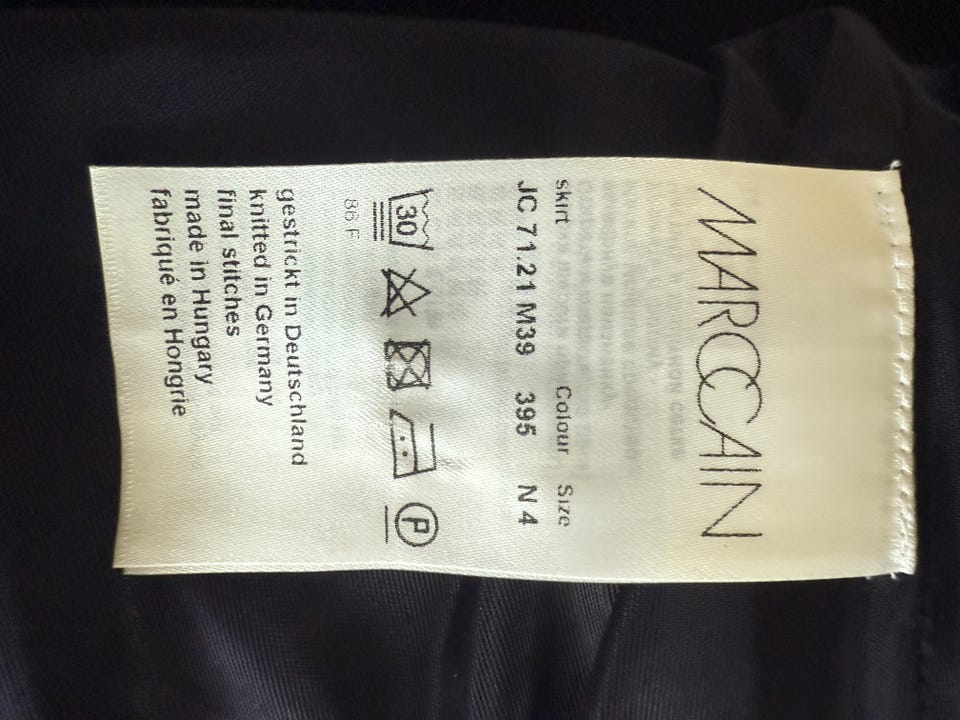 MARCCAIN
skirt Colour Size
JC 71.21 M39 395 N 4
30 P
86 F
gestrickt in Deutschland
knitted in Germany
final stitches
made in Hungary
fabriqué en Hongrie